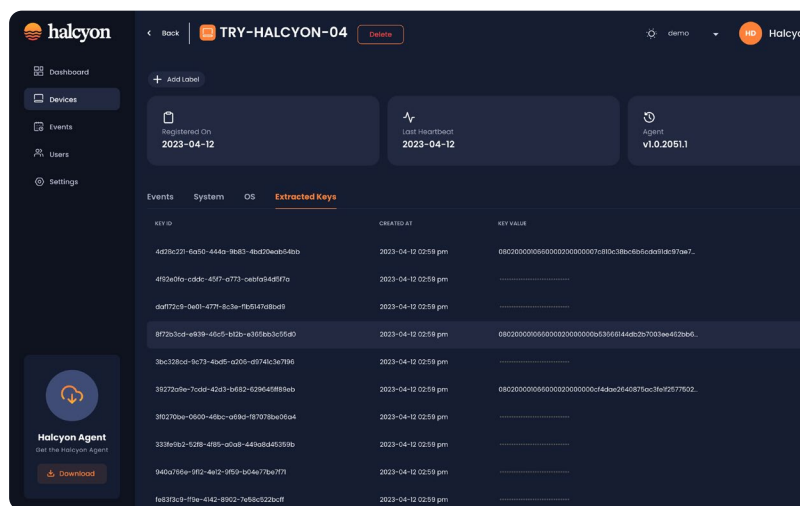 halcyon
Back
TRY-HALCYON-04
Delete
demo
HD
Halcyo
Dashboard
Devices
Events
Users
Settings
+ Add Label
Registered On
2023-04-12
Last Heartbeat
2023-04-12
Agent
v1.0.2051.1
Events System OS Extracted Keys
KEY ID CREATED AT KEY VALUE
4d28c221-6a50-444a-9b83-4bd20eab64bb 2023-04-12 02:59 pm
4f92e0fa-cddc-45f7-a773-cebfa94d5f7a 2023-04-12 02:59 pm
daf172c9-0e01-477f-8c3e-f1b5147d8bd9 2023-04-12 02:59 pm
8f72b3cd-e939-46c5-b12b-e365bb3c55d0 2023-04-12 02:59 pm
3bc328cd-9c73-4bd5-a206-d9741c3e7196 2023-04-12 02:59 pm
39272a9e-7cdd-42d3-b682-629645ff89eb 2023-04-12 02:59 pm
3f0270be-0600-46bc-a69d-f87078be06a4 2023-04-12 02:59 pm
333fe9b2-52f8-4f85-a0a8-449a8d45359b 2023-04-12 02:59 pm
940a766e-9f12-4e12-9f59-b04e77be7f71 2023-04-12 02:59 pm
fe83f3c9-ff9e-4142-8902-7e58c522bcff 2023-04-12 02:59 pm
Halcyon Agent
Get the Halcyon Agent
Download